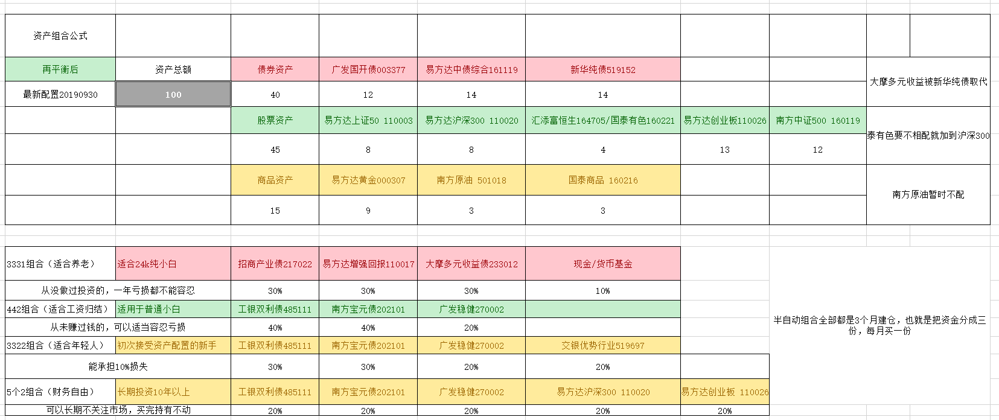 资产组合公式
再平衡后 资产总额 债券资产 广发国开债003377 易方达中债综合161119 新华纯债519152
大摩多元收益被新华纯债取代
最新配置20190930 100 40 12 14 14
股票资产 易方达上证50 110003 易方达沪深300 110020 汇添富恒生164705/国泰有色160221 易方达创业板110026 南方中证500 160119
泰有色要不相配就加到沪深300
45 8 8 4 13 12
商品资产 易方达黄金000307 南方原油 501018 国泰商品 160216
南方原油暂时不配
15 9 3 3
3331组合（适合养老） 适合24k纯小白 招商产业债217022 易方达增强回报110017 大摩多元收益债233012 现金/货币基金
从没做过投资的，一年亏损都不能容忍 30% 30% 30% 10%
442组合（适合工资归结） 适用于普通小白 工银双利债485111 南方宝元债202101 广发稳健270002
从未赚过钱的，可以适当容忍亏损 40% 40% 20%
半自动组合全部都是3个月建仓，也就是把资金分成三
份，每月买一份
3322组合（适合年轻人） 初次接受资产配置的新手 工银双利债485111 南方宝元债202101 广发稳健270002 交银优势行业519697
能承担10%损失 30% 30% 20% 20%
5个2组合（财务自由） 长期投资10年以上 工银双利债485111 南方宝元债202101 广发稳健270002 易方达沪深300 110020 易方达创业板 110026
可以长期不关注市场，买完持有不动 20% 20% 20% 20% 20%